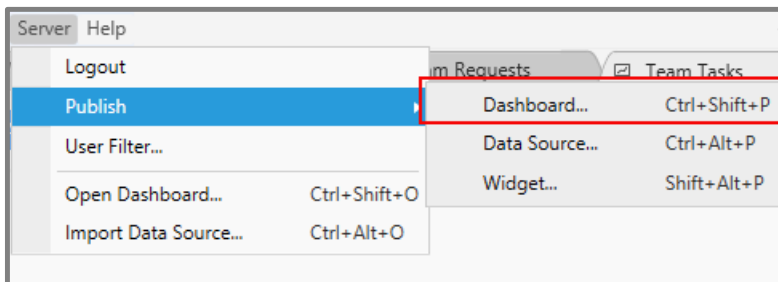 Server Help
Logout
m Requests
Team Tasks
Publish
Dashboard... Ctrl+Shift+P
User Filter...
Data Source... Ctrl+Alt+P
Widget... Shift+Alt+P
Open Dashboard... Ctrl+Shift+O
Import Data Source... Ctrl+Alt+O